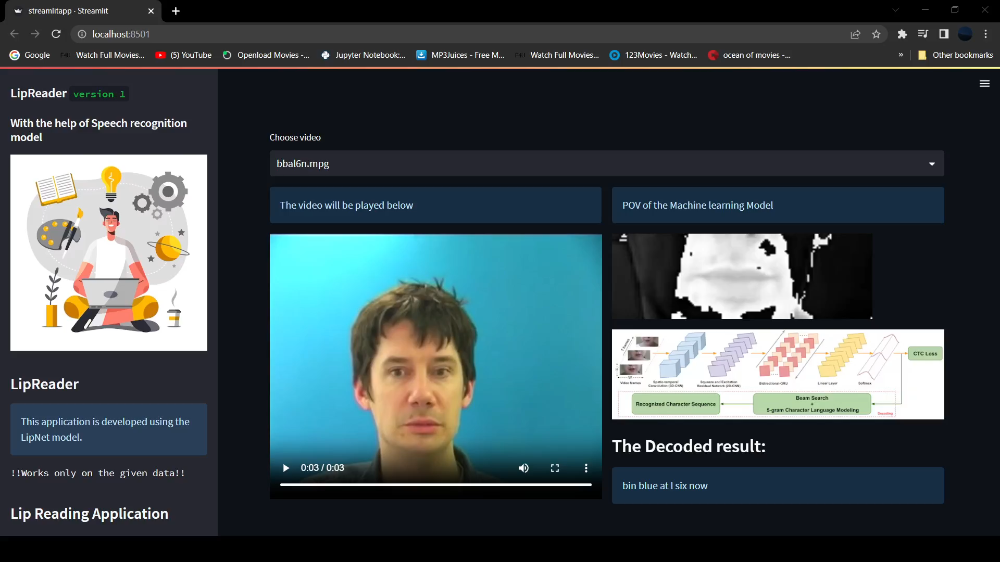 streamlitapp · Streamlit
localhost:8501
Google
F4U Watch Full Movies...
(5) YouTube
Openload Movies -...
Jupyter Notebook:...
MP3Juices - Free M...
F4U Watch Full Movies...
123Movies - Watch...
ocean of movies -...
»
Other bookmarks
LipReader version 1
With the help of Speech recognition
model
LipReader
This application is developed using the
LipNet model.
!!Works only on the given data!!
Lip Reading Application
Choose video
bbal6n.mpg
The video will be played below
0:03 / 0:03
POV of the Machine learning Model
T frames
H
W
Video frames
Spatio-temporal
Convolution (3D-CNN)
Squeeze and Excitation
Residual Network (2D-CNN)
Bidirectional-GRU
Linear Layer
Softmax
CTC Loss
Recognized Character Sequence
Beam Search
+
5-gram Character Language Modeling
Decoding
The Decoded result:
bin blue at l six now